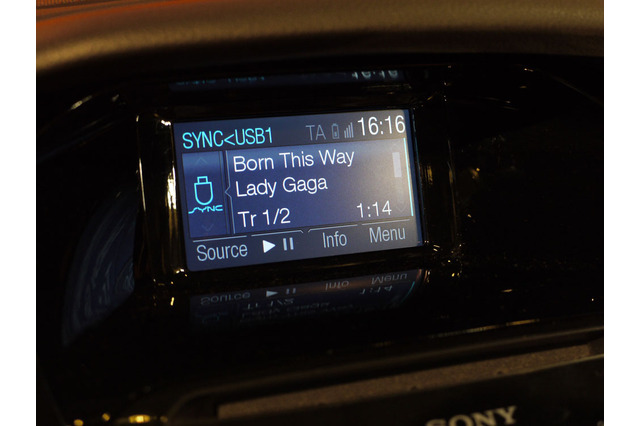 SYNC<USB1 TA 16:16
Born This Way
Lady Gaga
SYNC
Tr 1/2 1:14
Source Info Menu
SONY